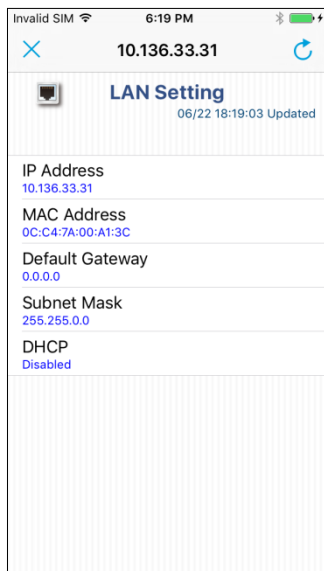 Invalid SIM 6:19 PM
10.136.33.31
LAN Setting
06/22 18:19:03 Updated
IP Address
10.136.33.31
MAC Address
0C:C4:7A:00:A1:3C
Default Gateway
0.0.0.0
Subnet Mask
255.255.0.0
DHCP
Disabled